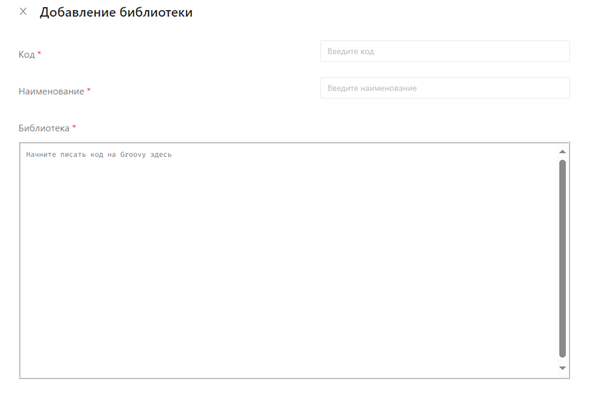 Добавление библиотеки
Код *
Введите код
Наименование *
Введите наименование
Библиотека *
Начните писать код на Groovy здесь